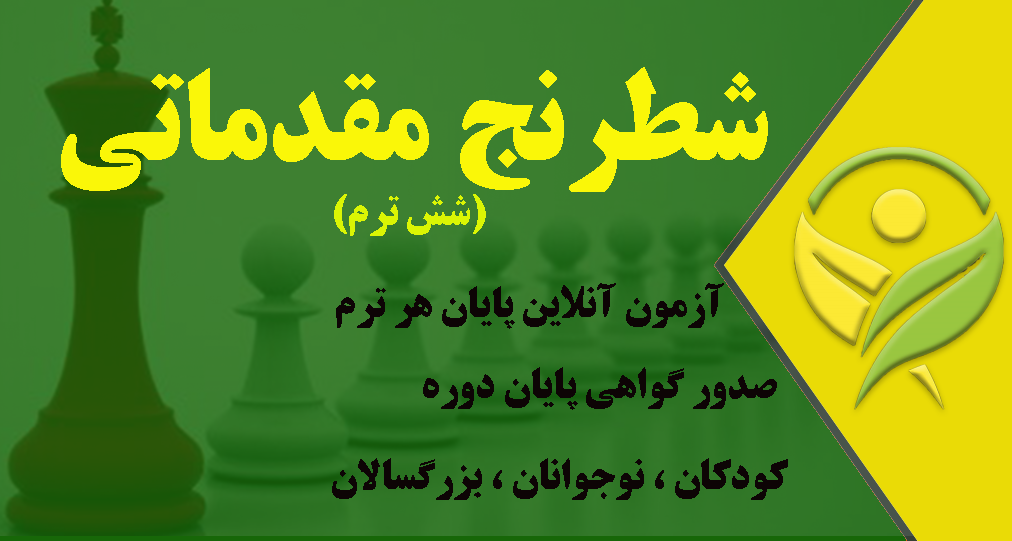 شطرنج مقدماتی
(شش ترم)
آزمون آنلاین پایان هر ترم
صدور گواهی پایان دوره
کودکان ، نوجوانان ، بزرگسالان